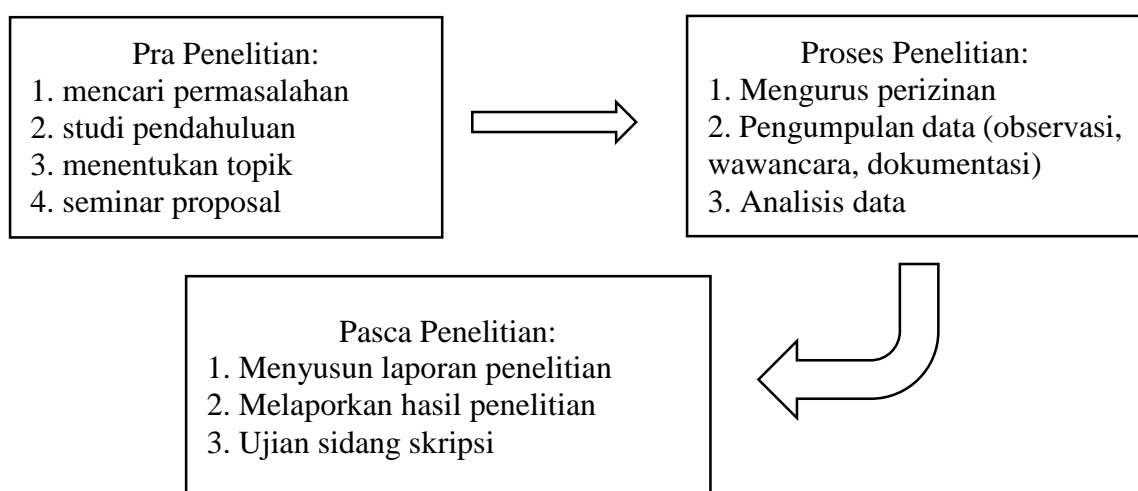 Pra Penelitian:
1. mencari permasalahan
2. studi pendahuluan
3. menentukan topik
4. seminar proposal
Proses Penelitian:
1. Mengurus perizinan
2. Pengumpulan data (observasi,
wawancara, dokumentasi)
3. Analisis data
Pasca Penelitian:
1. Menyusun laporan penelitian
2. Melaporkan hasil penelitian
3. Ujian sidang skripsi